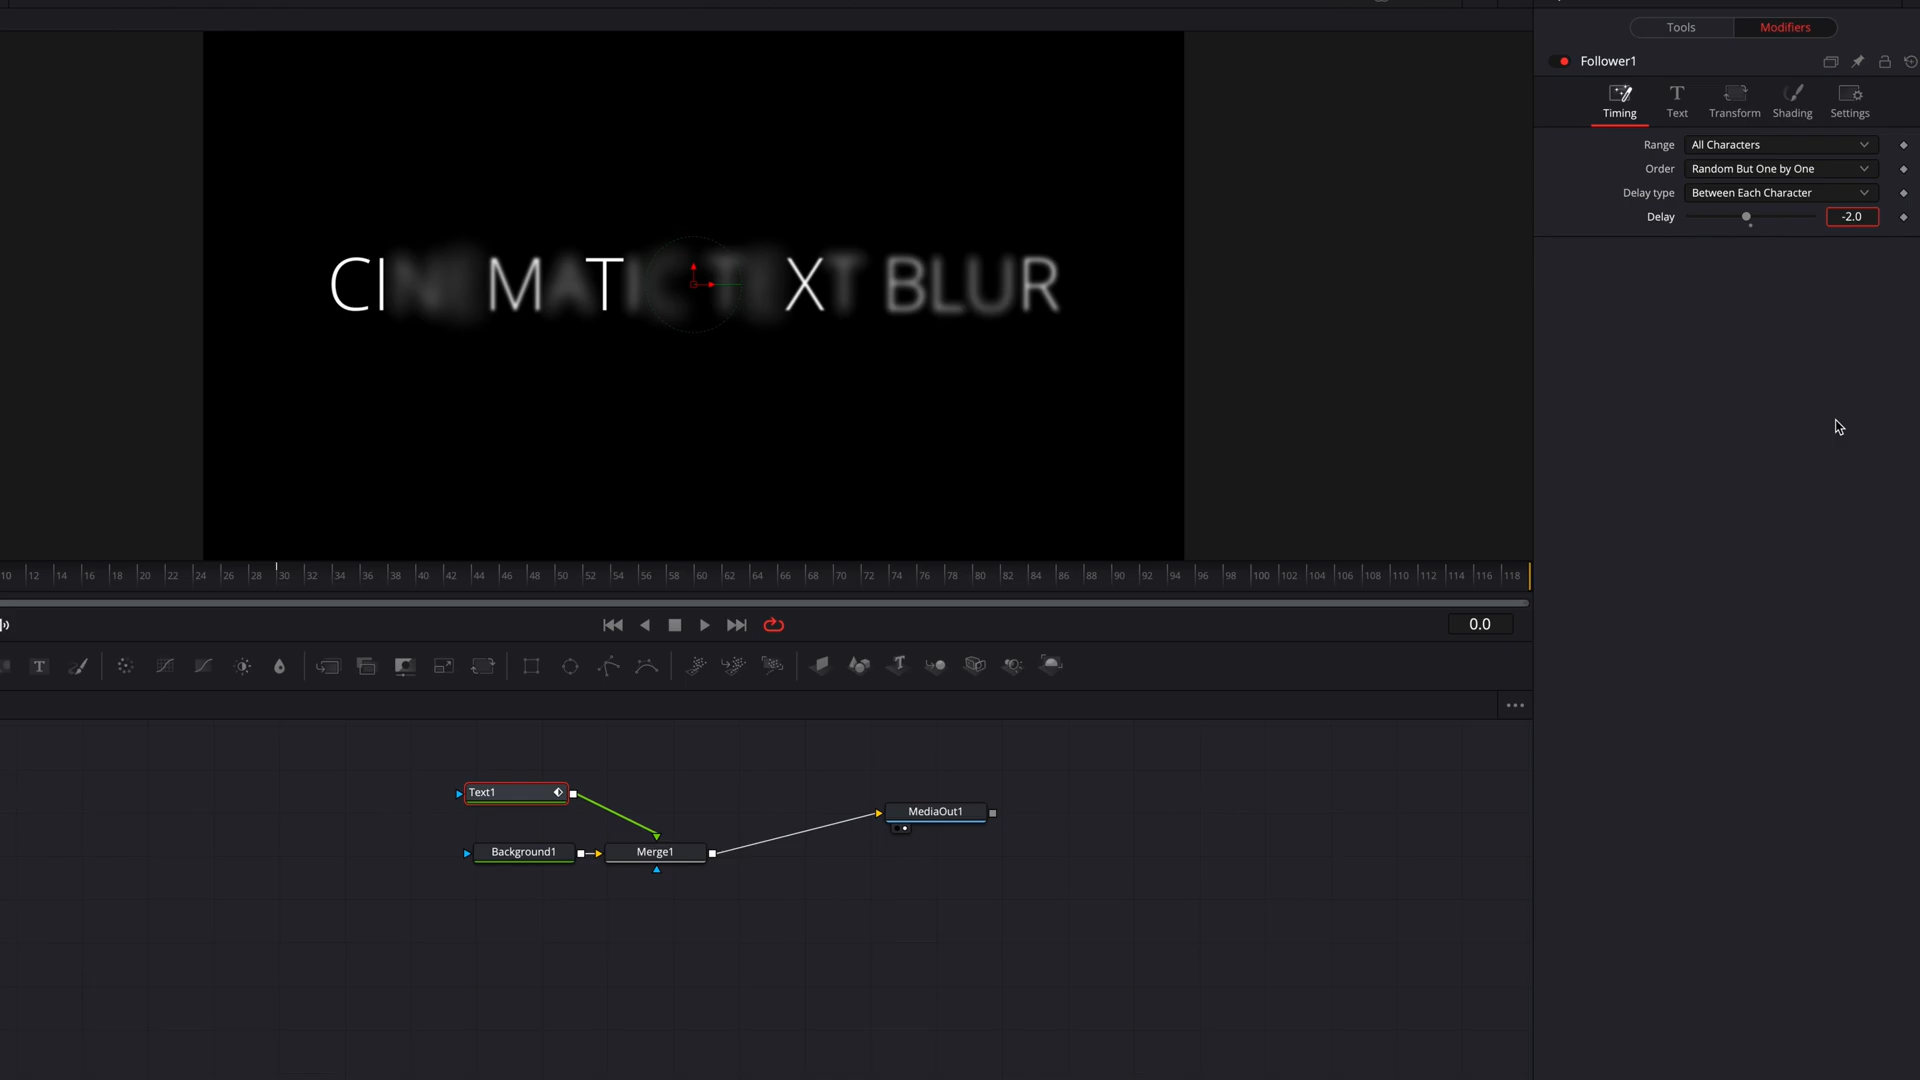 Tools Modifiers
Follower1
Timing Text Transform Shading Settings
Range All Characters
Order Random But One by One
Delay type Between Each Character
Delay -2.0
CINEMATIC TEXT BLUR
10 12 14 16 18 20 22 24 26 28 30 32 34 36 38 40 42 44 46 48 50 52 54 56 58 60 62 64 66 68 70 72 74 76 78 80 82 84 86 88 90 92 94 96 98 100 102 104 106 108 110 112 114 116 118
0.0
Text1
MediaOut1
Background1
Merge1